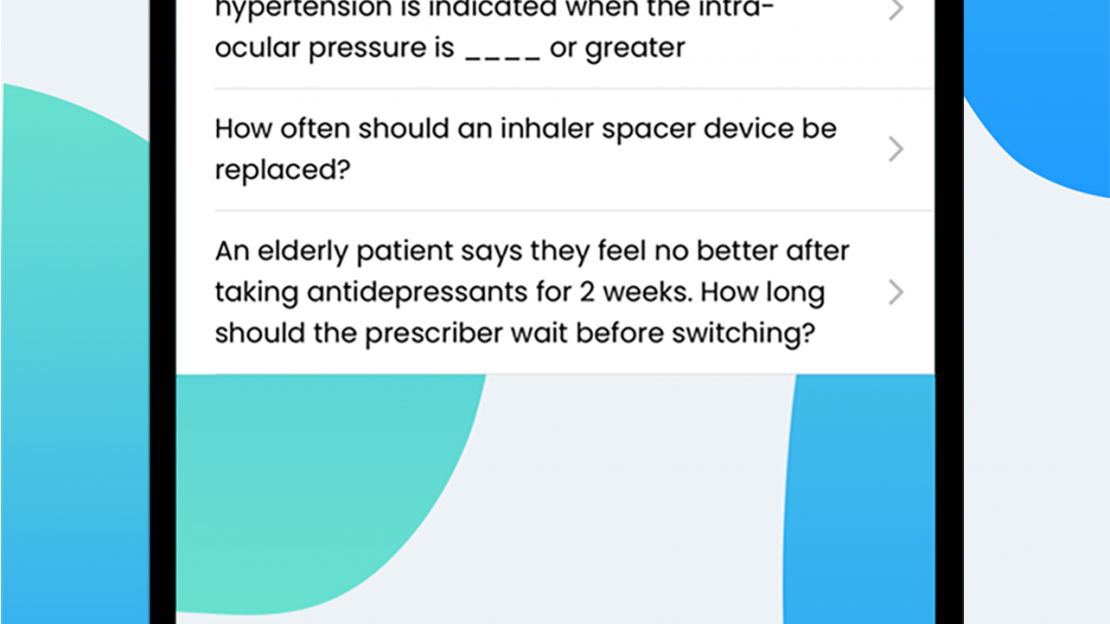 hypertension is indicated when the intra-
ocular pressure is ____ or greater
How often should an inhaler spacer device be
replaced?
An elderly patient says they feel no better after
taking antidepressants for 2 weeks. How long
should the prescriber wait before switching?